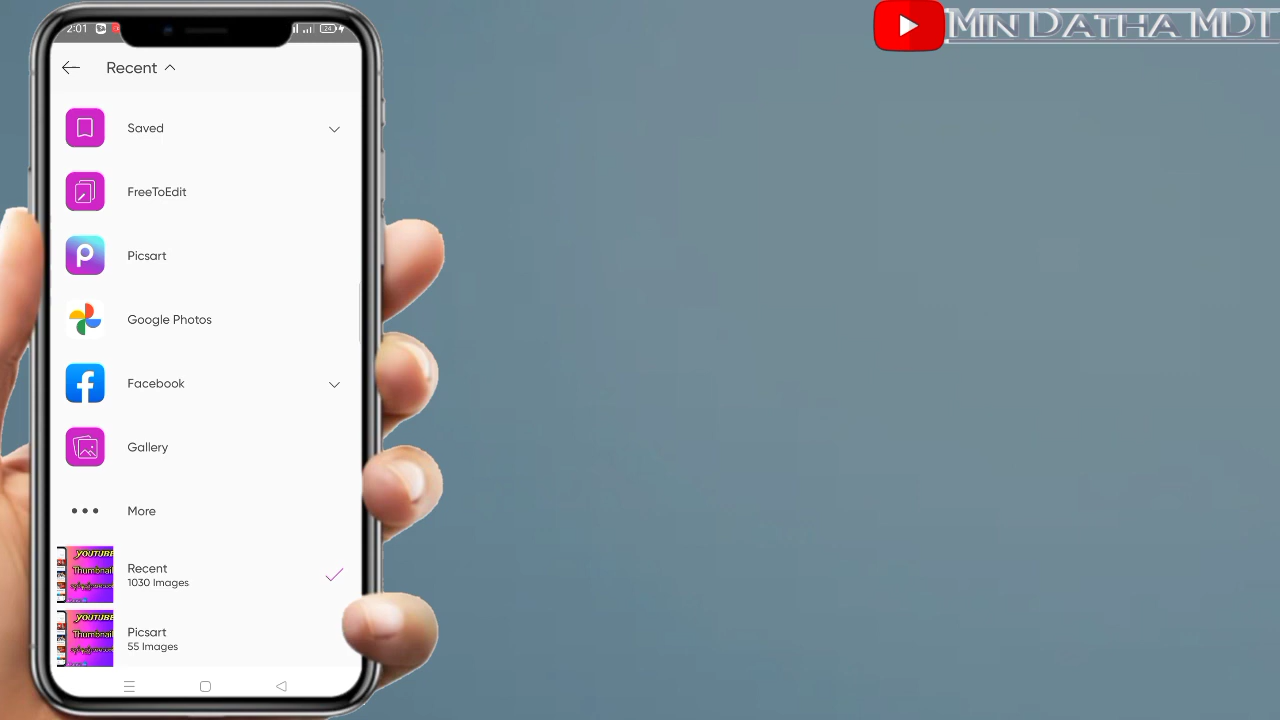 MIN DATHA MDT
2:01
24
Recent
Saved
FreeToEdit
Picsart
Google Photos
Facebook
Gallery
More
YOUTUBE
Thumbnail
Recent
1030 Images
YOUTUBE
Thumbnail
Picsart
55 Images